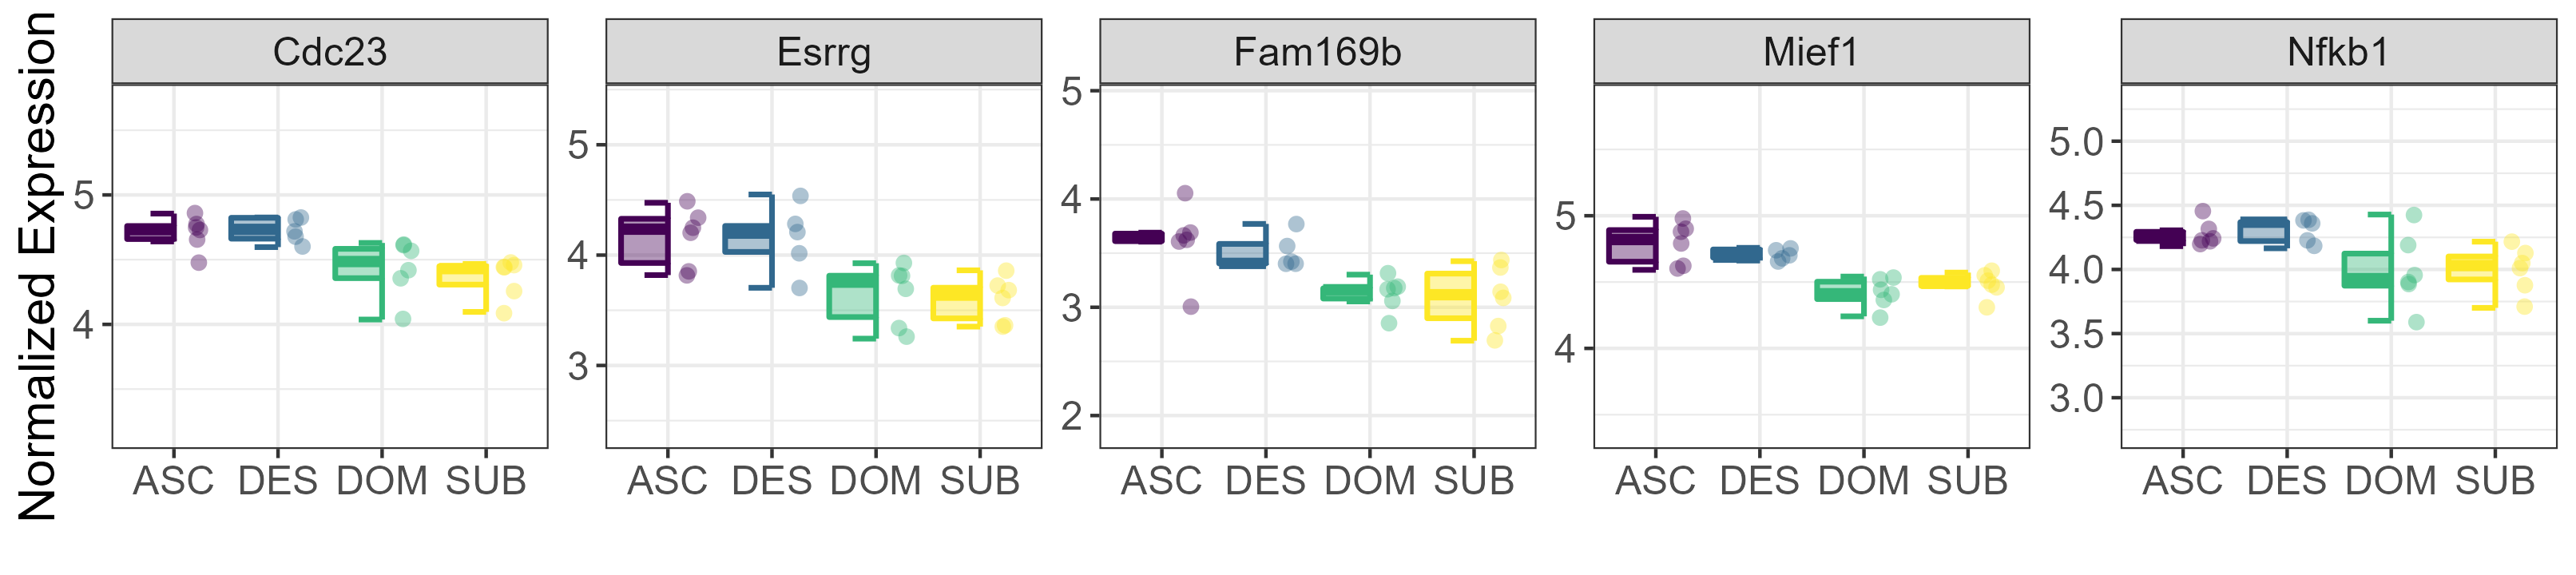 Normalized Expression
Cdc23
5
4
ASC DES DOM SUB
Esrrg
5
4
3
ASC DES DOM SUB
Fam169b
5
4
3
2
ASC DES DOM SUB
Mief1
5
4
ASC DES DOM SUB
Nfkb1
5.0
4.5
4.0
3.5
3.0
ASC DES DOM SUB